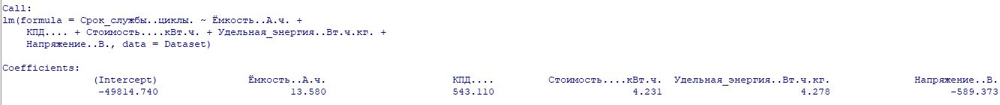 Call:
lm(formula = Срок_службы..циклы. ~ Ёмкость..А.ч. +
КПД.... + Стоимость....кВт.ч. + Удельная_энергия..Вт.ч.кг. +
Напряжение..В., data = Dataset)
Coefficients:
(Intercept) Ёмкость..А.ч. КПД.... Стоимость....кВт.ч. Удельная_энергия..Вт.ч.кг. Напряжение..В.
-49814.740 13.580 543.110 4.231 4.278 -589.373